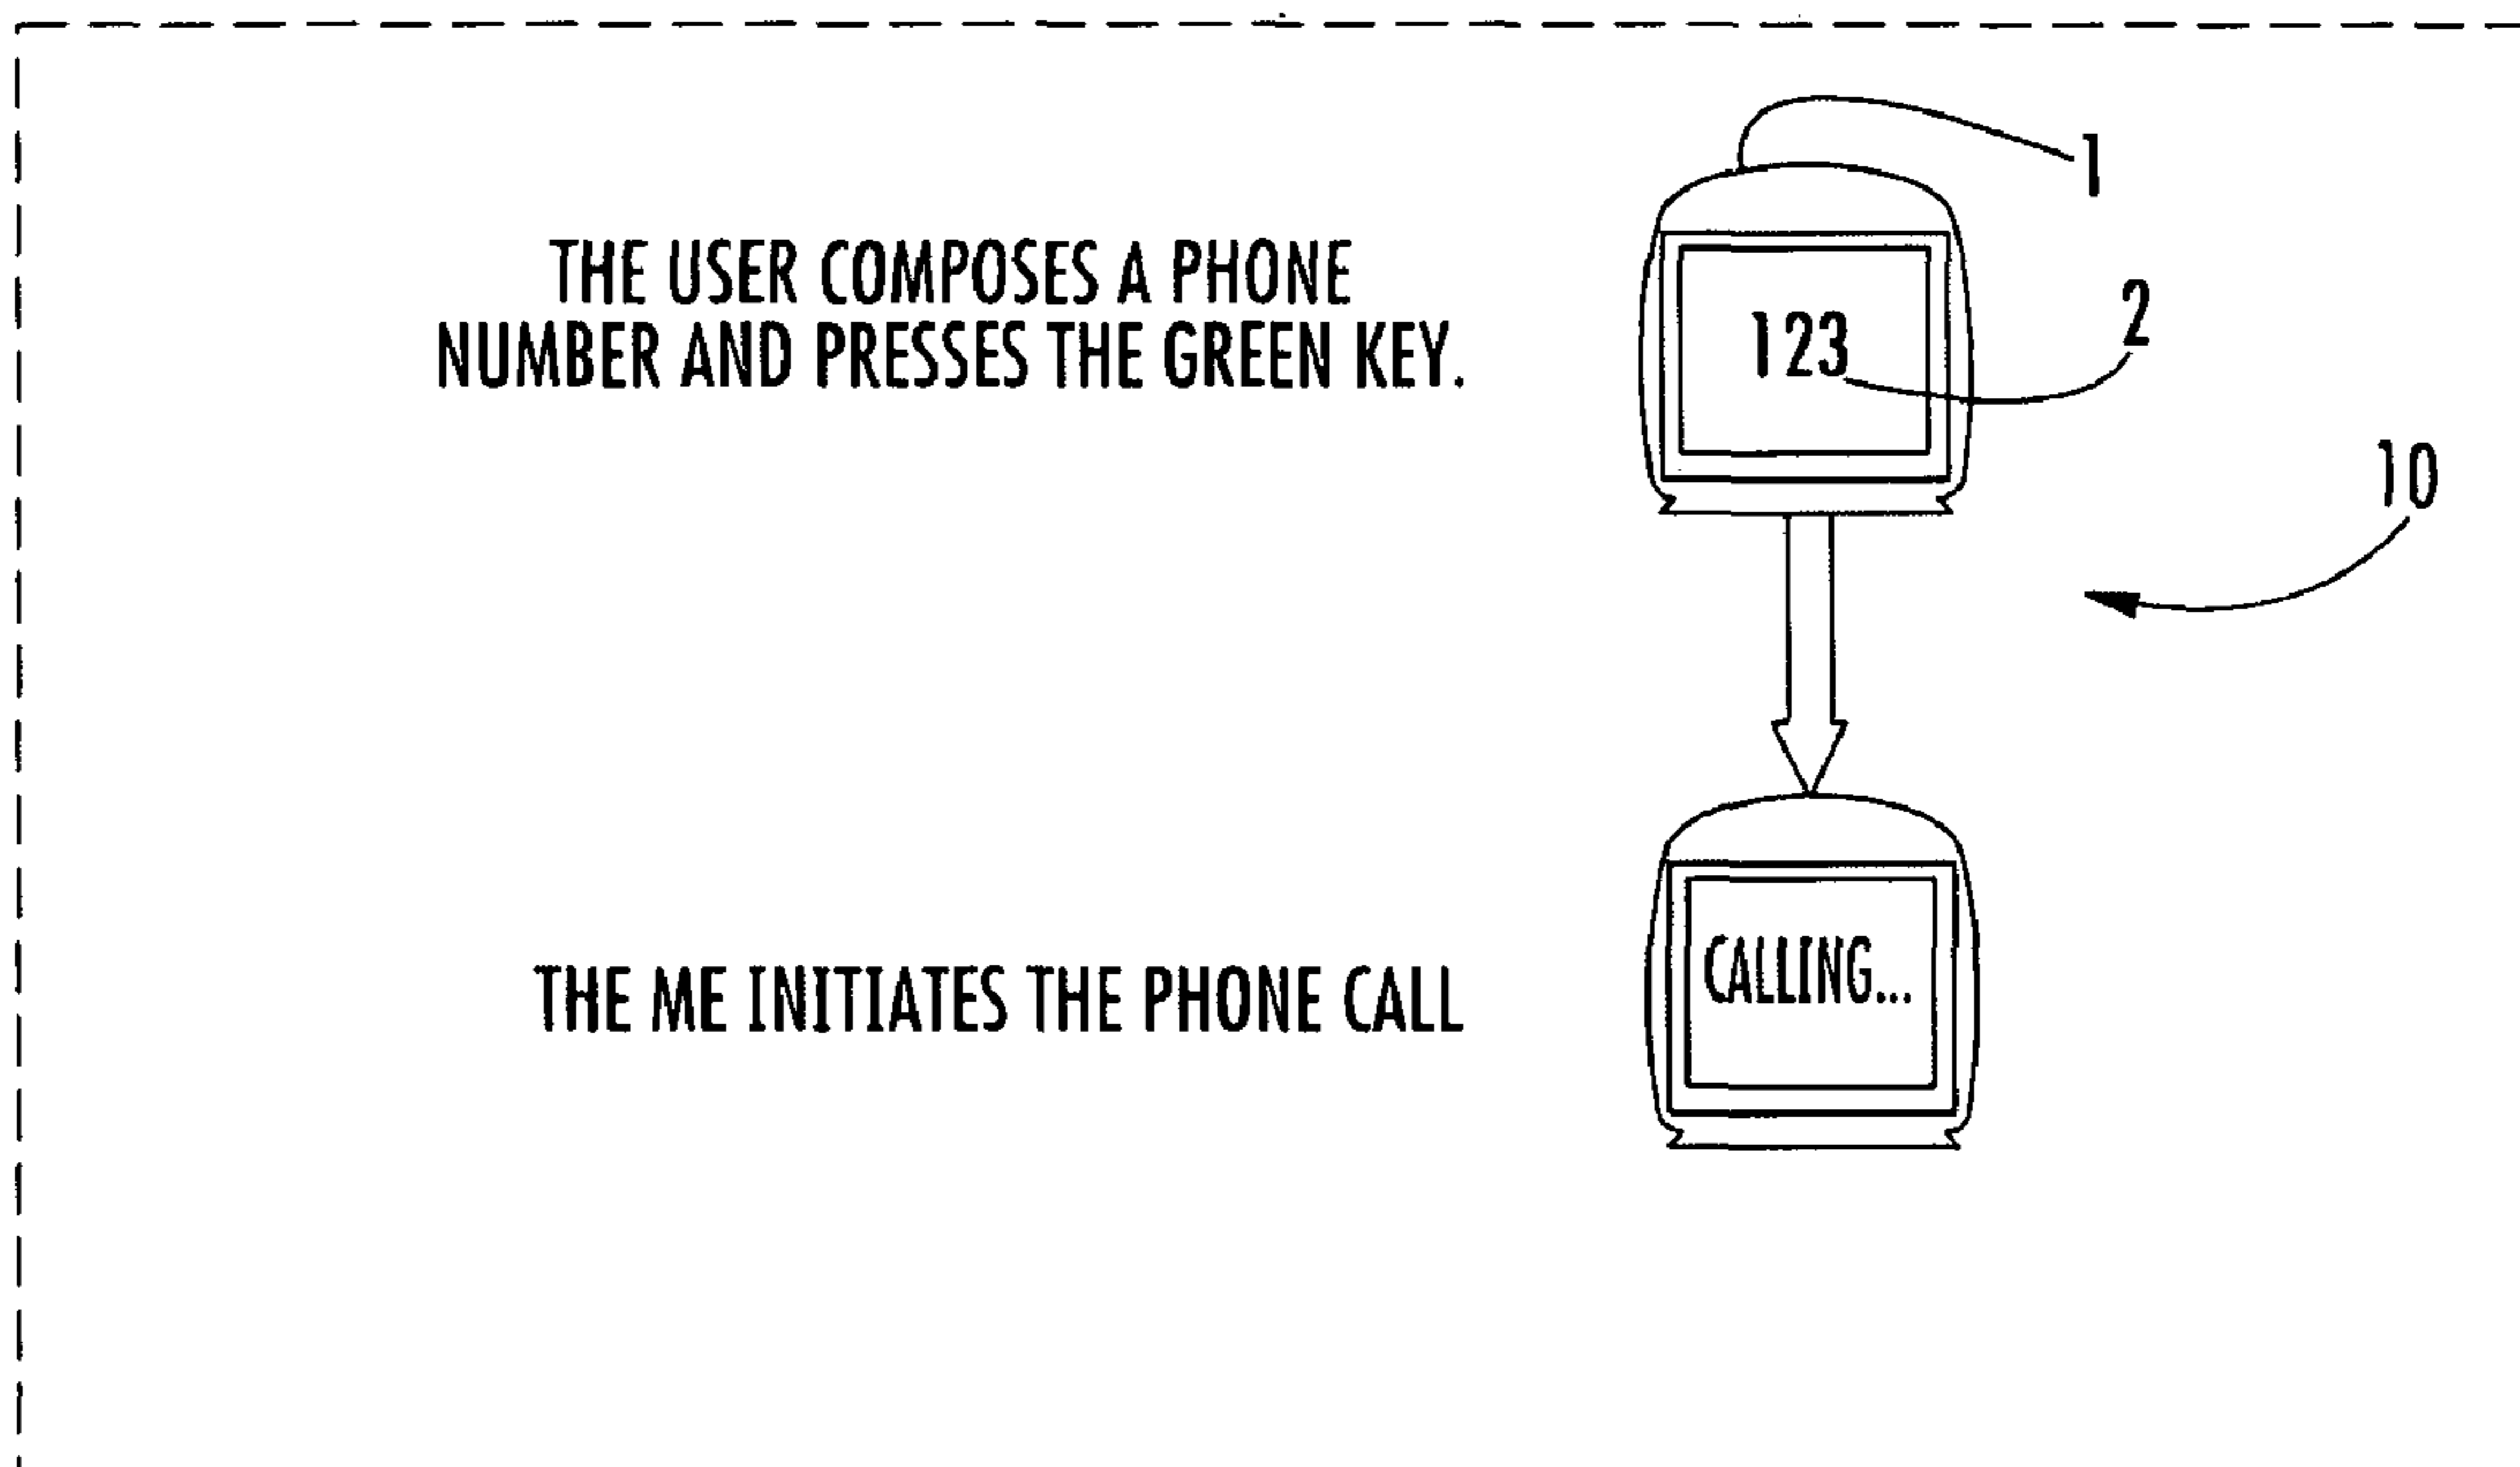 1
THE USER COMPOSES A PHONE
NUMBER AND PRESSES THE GREEN KEY.
123
2
10
THE ME INITIATES THE PHONE CALL
CALLING...